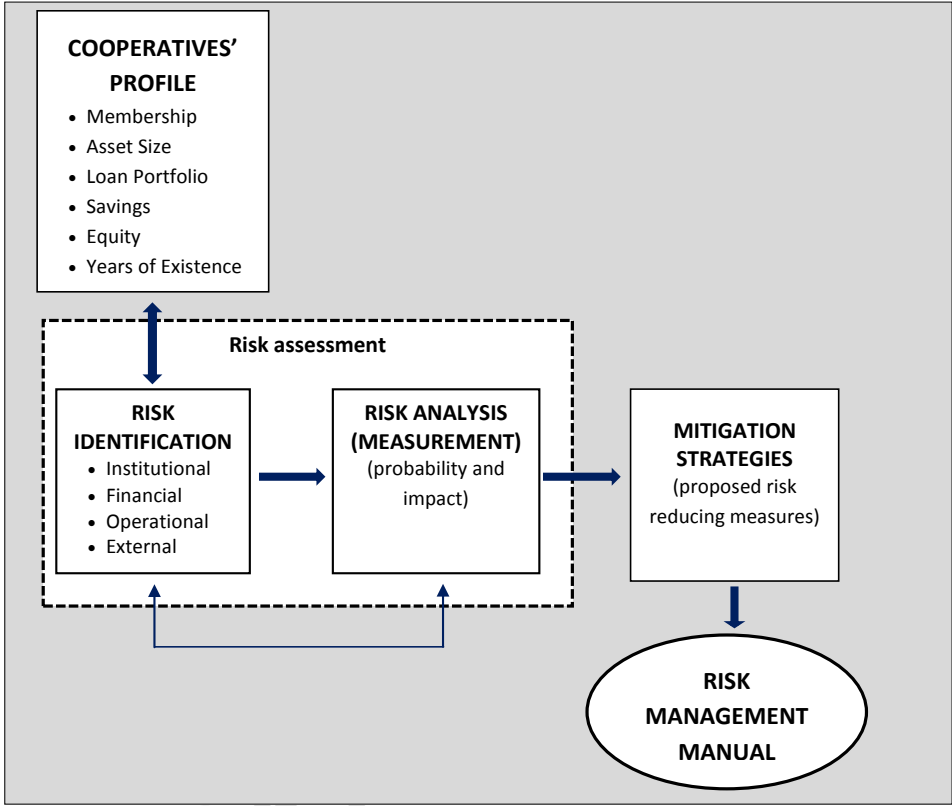 COOPERATIVES’
PROFILE
• Membership
• Asset Size
• Loan Portfolio
• Savings
• Equity
• Years of Existence
Risk assessment
RISK
IDENTIFICATION
• Institutional
• Financial
• Operational
• External
RISK ANALYSIS
(MEASUREMENT)
(probability and
impact)
MITIGATION
STRATEGIES
(proposed risk
reducing measures)
RISK
MANAGEMENT
MANUAL